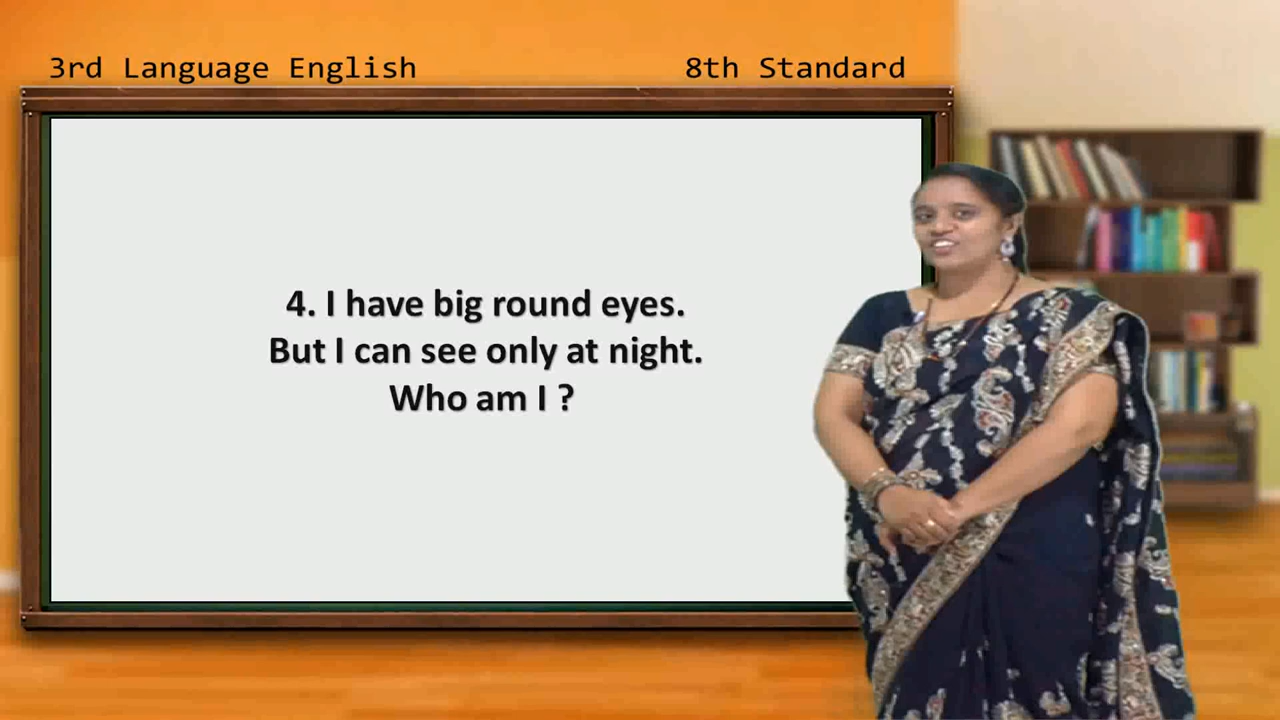 3rd Language English
8th Standard
4. I have big round eyes.
But I can see only at night.
Who am I ?